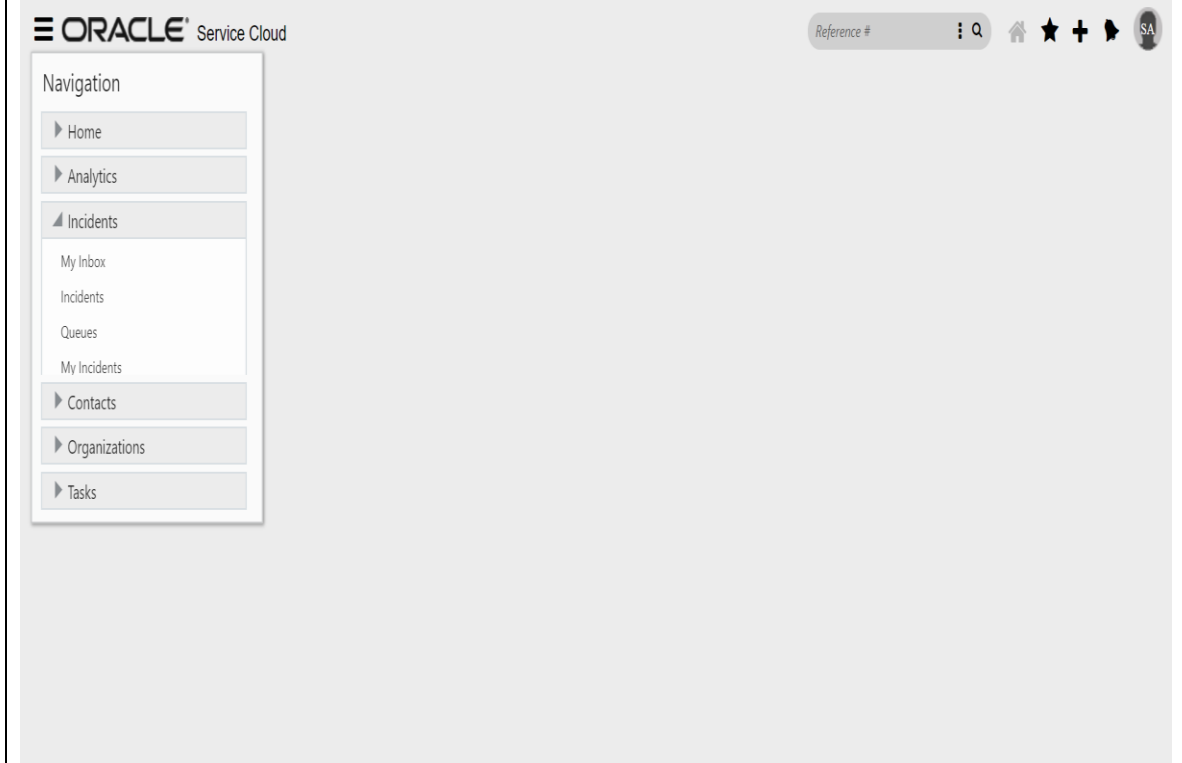 ORACLE® Service Cloud
Reference #
SA
Navigation
Home
Analytics
Incidents
My Inbox
Incidents
Queues
My Incidents
Contacts
Organizations
Tasks